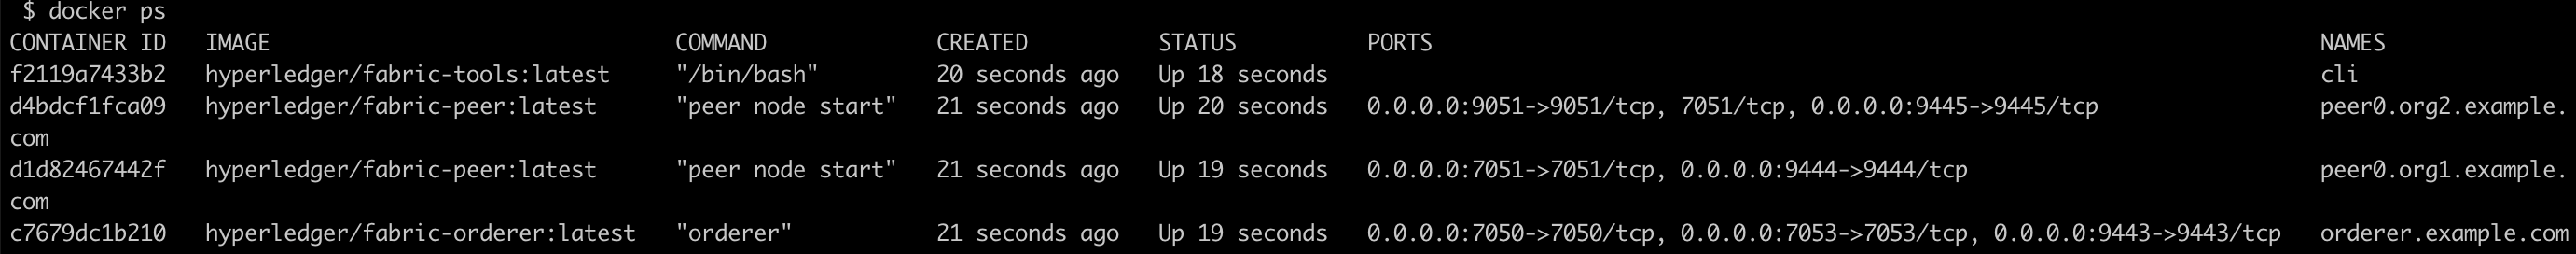 $ docker ps
CONTAINER ID   IMAGE                               COMMAND             CREATED          STATUS          PORTS                                                                    NAMES
f2119a7433b2   hyperledger/fabric-tools:latest     "/bin/bash"         20 seconds ago   Up 18 seconds                                                                            cli
d4bdcf1fca09   hyperledger/fabric-peer:latest      "peer node start"   21 seconds ago   Up 20 seconds   0.0.0.0:9051->9051/tcp, 7051/tcp, 0.0.0.0:9445->9445/tcp                 peer0.org2.example.
com
d1d82467442f   hyperledger/fabric-peer:latest      "peer node start"   21 seconds ago   Up 19 seconds   0.0.0.0:7051->7051/tcp, 0.0.0.0:9444->9444/tcp                           peer0.org1.example.
com
c7679dc1b210   hyperledger/fabric-orderer:latest   "orderer"           21 seconds ago   Up 19 seconds   0.0.0.0:7050->7050/tcp, 0.0.0.0:7053->7053/tcp, 0.0.0.0:9443->9443/tcp   orderer.example.com